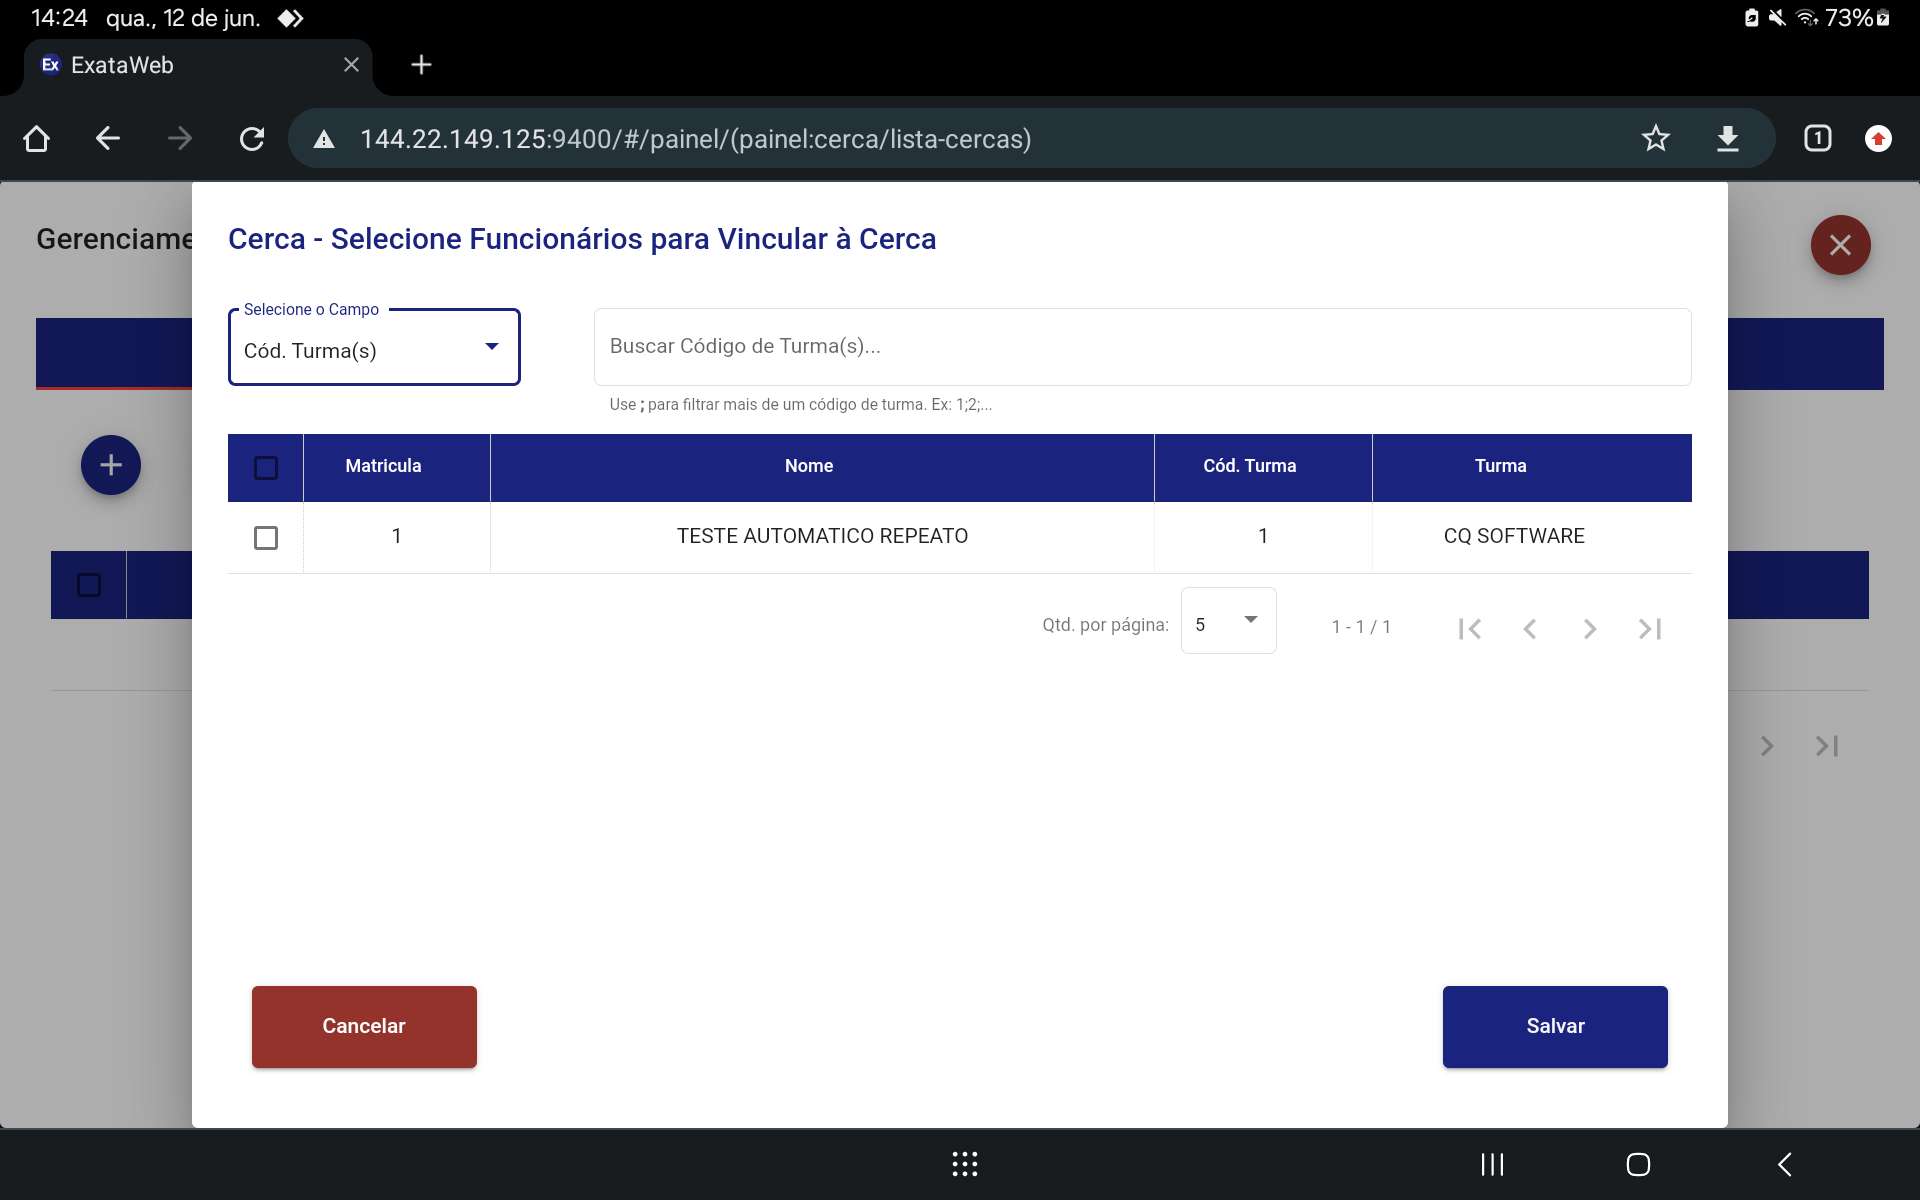 14:24 qua., 12 de jun.
73%
Ex ExataWeb
144.22.149.125:9400/#/painel/(painel:cerca/lista-cercas)
1
Gerenciame
Cerca - Selecione Funcionários para Vincular à Cerca
Selecione o Campo
Cód. Turma(s)
Buscar Código de Turma(s)...
Use ; para filtrar mais de um código de turma. Ex: 1;2;...
Matricula Nome Cód. Turma Turma
1 TESTE AUTOMATICO REPEATO 1 CQ SOFTWARE
Qtd. por página: 5 1 - 1 / 1
Cancelar Salvar